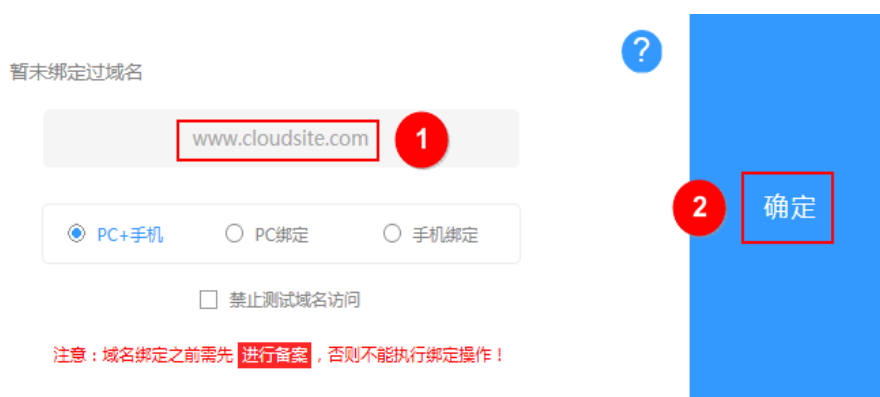 ?
暂未绑定过域名
www.cloudsite.com 1
PC+手机 PC绑定 手机绑定
2 确定
禁止测试域名访问
注意：域名绑定之前需先 进行备案 ，否则不能执行绑定操作！